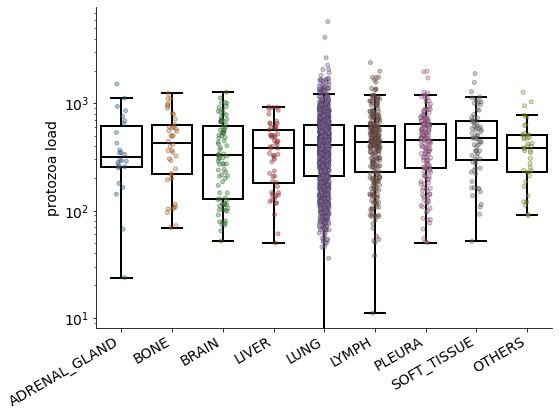 protozoa load
10³
10²
10¹
ADRENAL_GLAND
BONE
BRAIN
LIVER
LUNG
LYMPH
PLEURA
SOFT_TISSUE
OTHERS